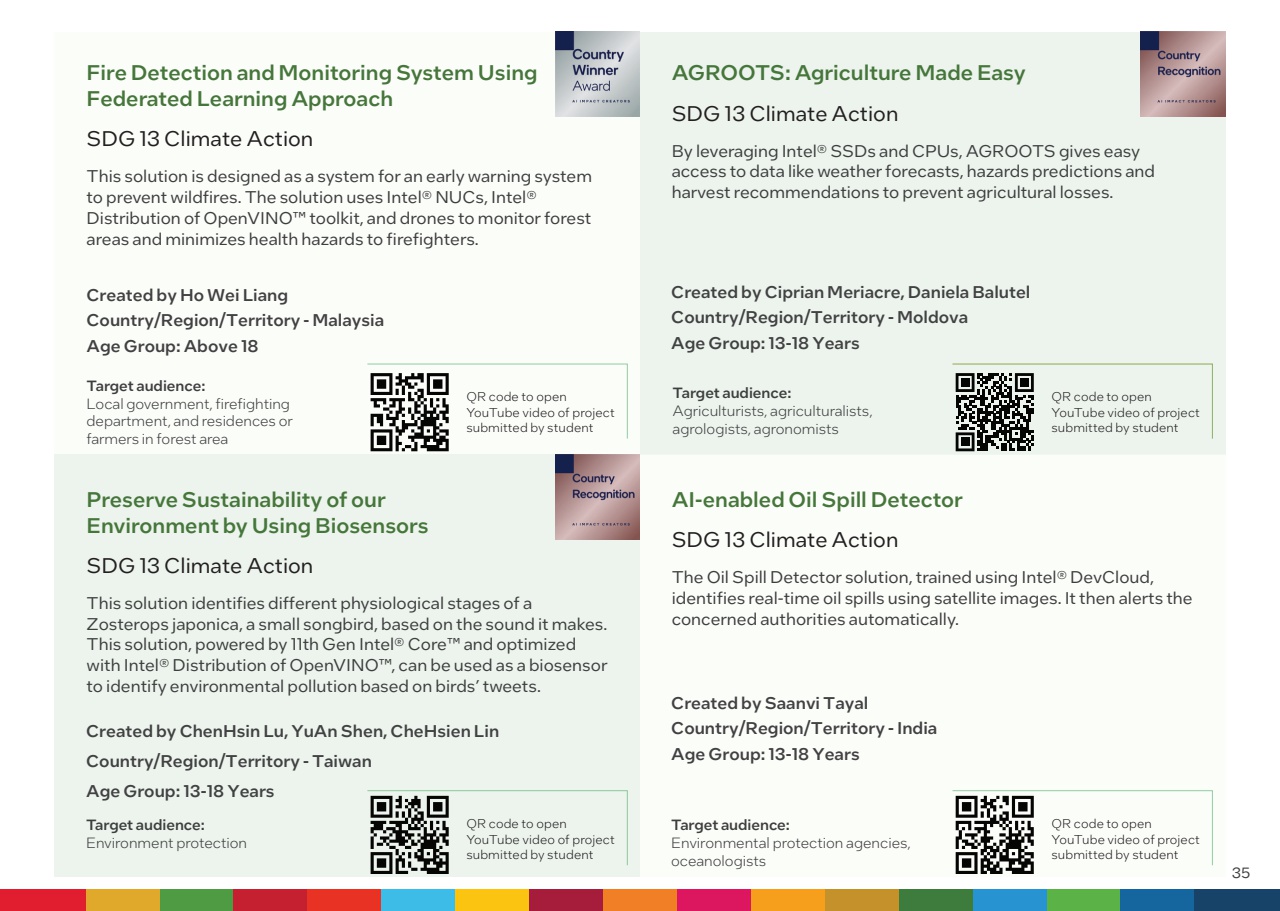 Fire Detection and Monitoring System Using
Federated Learning Approach
Country
Winner
Award
AI IMPACT CREATORS
SDG 13 Climate Action
This solution is designed as a system for an early warning system
to prevent wildfires. The solution uses Intel® NUCs, Intel®
Distribution of OpenVINO™ toolkit, and drones to monitor forest
areas and minimizes health hazards to firefighters.
Created by Ho Wei Liang
Country/Region/Territory - Malaysia
Age Group: Above 18
Target audience:
Local government, firefighting
department, and residences or
farmers in forest area
QR code to open
YouTube video of project
submitted by student
AGROOTS: Agriculture Made Easy
Country
Recognition
AI IMPACT CREATORS
SDG 13 Climate Action
By leveraging Intel® SSDs and CPUs, AGROOTS gives easy
access to data like weather forecasts, hazards predictions and
harvest recommendations to prevent agricultural losses.
Created by Ciprian Meriacre, Daniela Balutel
Country/Region/Territory - Moldova
Age Group: 13-18 Years
Target audience:
Agriculturists, agriculturalists,
agrologists, agronomists
QR code to open
YouTube video of project
submitted by student
Preserve Sustainability of our
Environment by Using Biosensors
Country
Recognition
AI IMPACT CREATORS
SDG 13 Climate Action
This solution identifies different physiological stages of a
Zosterops japonica, a small songbird, based on the sound it makes.
This solution, powered by 11th Gen Intel® Core™ and optimized
with Intel® Distribution of OpenVINO™, can be used as a biosensor
to identify environmental pollution based on birds’ tweets.
Created by ChenHsin Lu, YuAn Shen, CheHsien Lin
Country/Region/Territory - Taiwan
Age Group: 13-18 Years
Target audience:
Environment protection
QR code to open
YouTube video of project
submitted by student
AI-enabled Oil Spill Detector
SDG 13 Climate Action
The Oil Spill Detector solution, trained using Intel® DevCloud,
identifies real-time oil spills using satellite images. It then alerts the
concerned authorities automatically.
Created by Saanvi Tayal
Country/Region/Territory - India
Age Group: 13-18 Years
Target audience:
Environmental protection agencies,
oceanologists
QR code to open
YouTube video of project
submitted by student
35